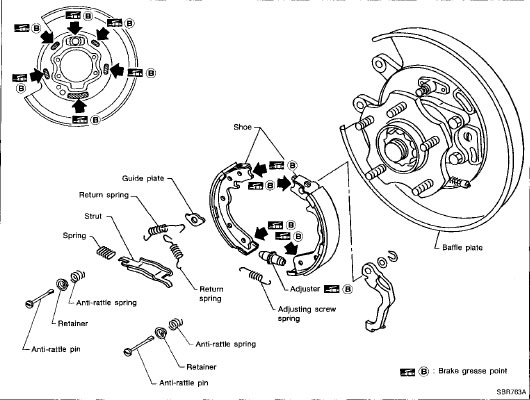 B
B
B
B
B
B
Shoe
B
B
Guide plate
Return spring
Strut
Spring
B
B
Baffle plate
Return
spring
Adjuster
B
Adjusting screw
spring
Anti-rattle spring
Retainer
Anti-rattle pin
Anti-rattle spring
Retainer
Anti-rattle pin
B : Brake grease point
SBR763A